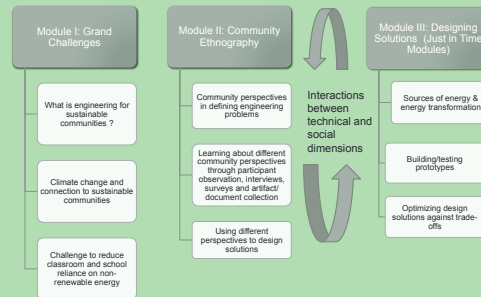 Module I: Grand
Challenges
What is engineering for
sustainable
communities ?
Climate change and
connection to sustainable
communities
Challenge to reduce
classroom and school
reliance on non-
renewable energy
Module II: Community
Ethnography
Community perspectives
in defining engineering
problems
Learning about different
community perspectives
through participant
observation, interviews,
surveys and artifact/
document collection
Using different
perspectives to design
solutions
Interactions
between
technical and
social
dimensions
Module III: Designing
Solutions (Just in Time
Modules)
Sources of energy &
energy transformation
Building/testing
prototypes
Optimizing design
solutions against trade-
offs